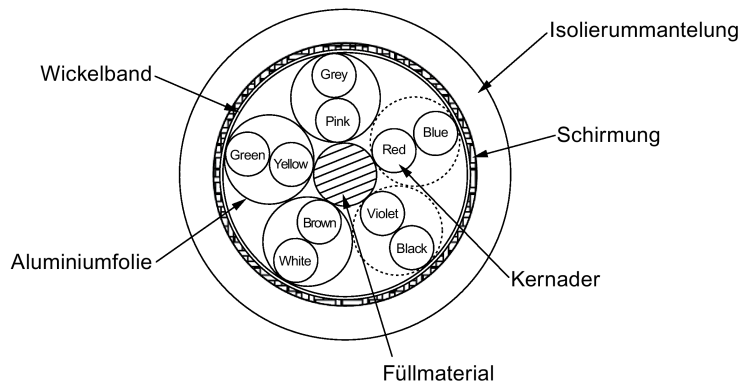 Isolierummantelung
Wickelband
Grey
Pink
Blue
Red
Schirmung
Green
Yellow
Violet
Brown
Black
White
Aluminiumfolie
Kernader
Füllmaterial